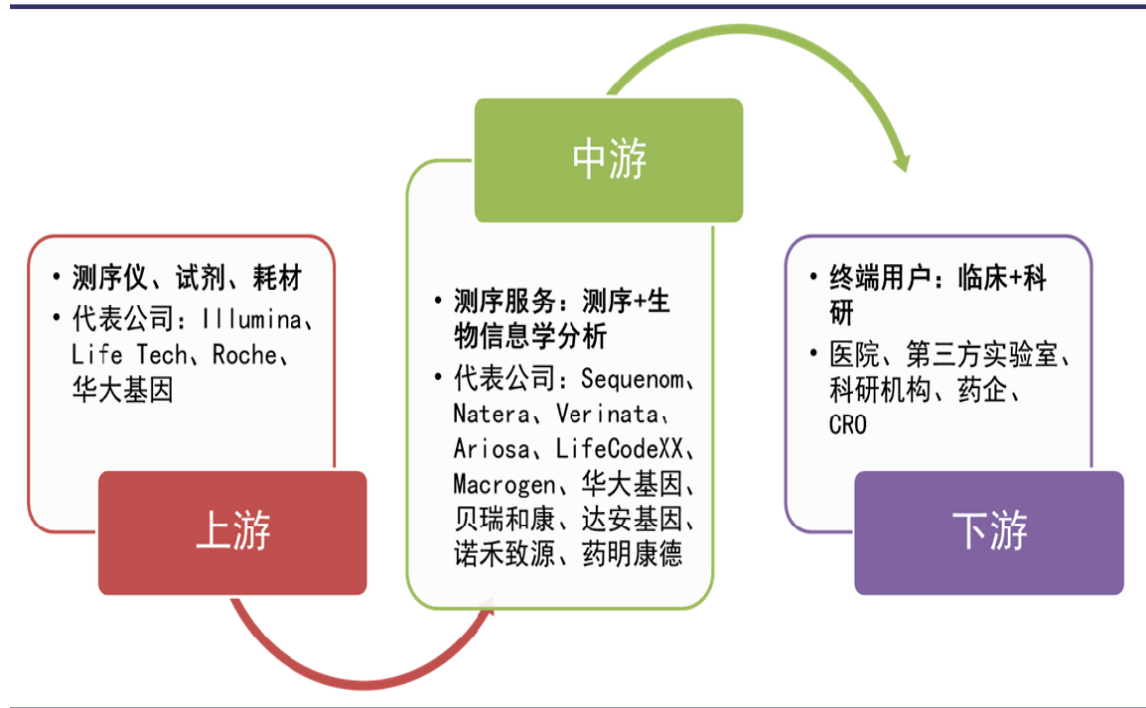 • 测序仪、试剂、耗材
• 代表公司：Illumina、
Life Tech、Roche、
华大基因
上游
中游
• 测序服务：测序+生
物信息学分析
• 代表公司：Sequenom、
Natera、Verinata、
Ariosa、LifeCodeXX、
Macrogen、华大基因、
贝瑞和康、达安基因、
诺禾致源、药明康德
• 终端用户：临床+科
研
• 医院、第三方实验室、
科研机构、药企、
CRO
下游